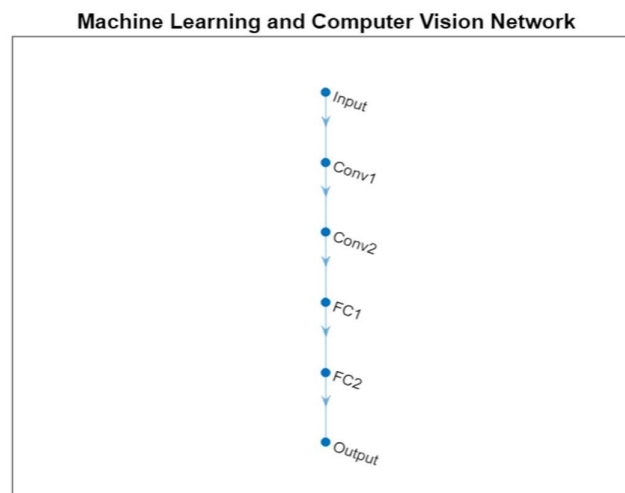 Machine Learning and Computer Vision Network
Input
Conv1
Conv2
FC1
FC2
Output